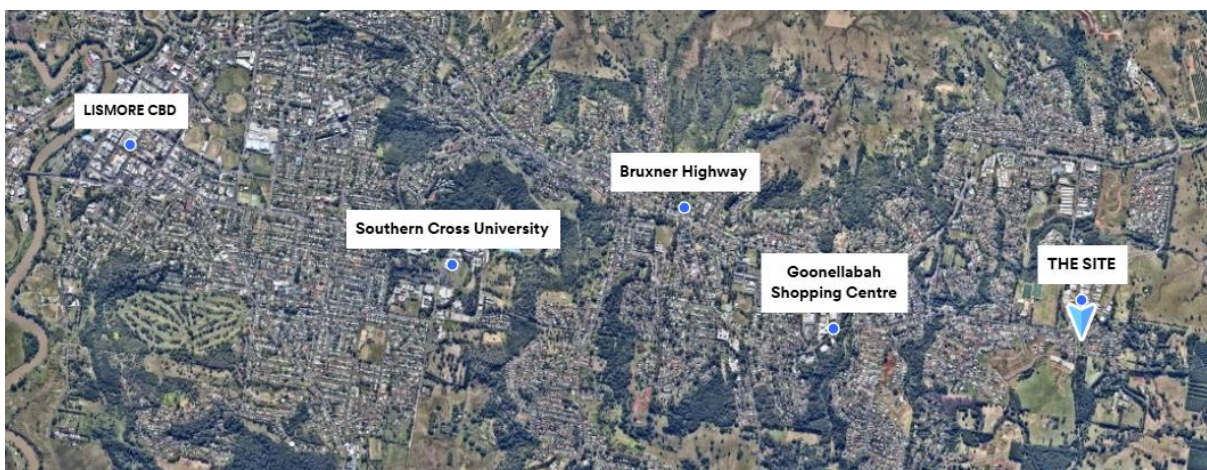 LISMORE CBD
Bruxner Highway
Southern Cross University
THE SITE
Goonellabah
Shopping Centre